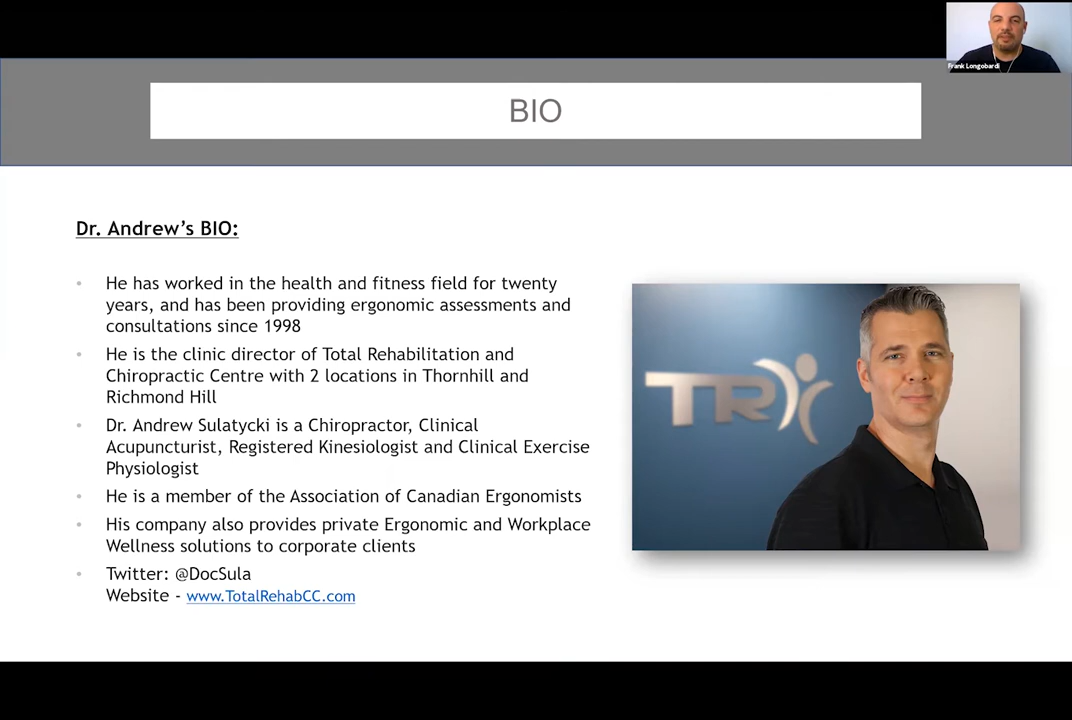 Frank Longobardi
BIO
Dr. Andrew’s BIO:
• He has worked in the health and fitness field for twenty
years, and has been providing ergonomic assessments and
consultations since 1998
• He is the clinic director of Total Rehabilitation and
Chiropractic Centre with 2 locations in Thornhill and
Richmond Hill
• Dr. Andrew Sulatycki is a Chiropractor, Clinical
Acupuncturist, Registered Kinesiologist and Clinical Exercise
Physiologist
• He is a member of the Association of Canadian Ergonomists
• His company also provides private Ergonomic and Workplace
Wellness solutions to corporate clients
• Twitter: @DocSula
Website - www.TotalRehabCC.com
TR